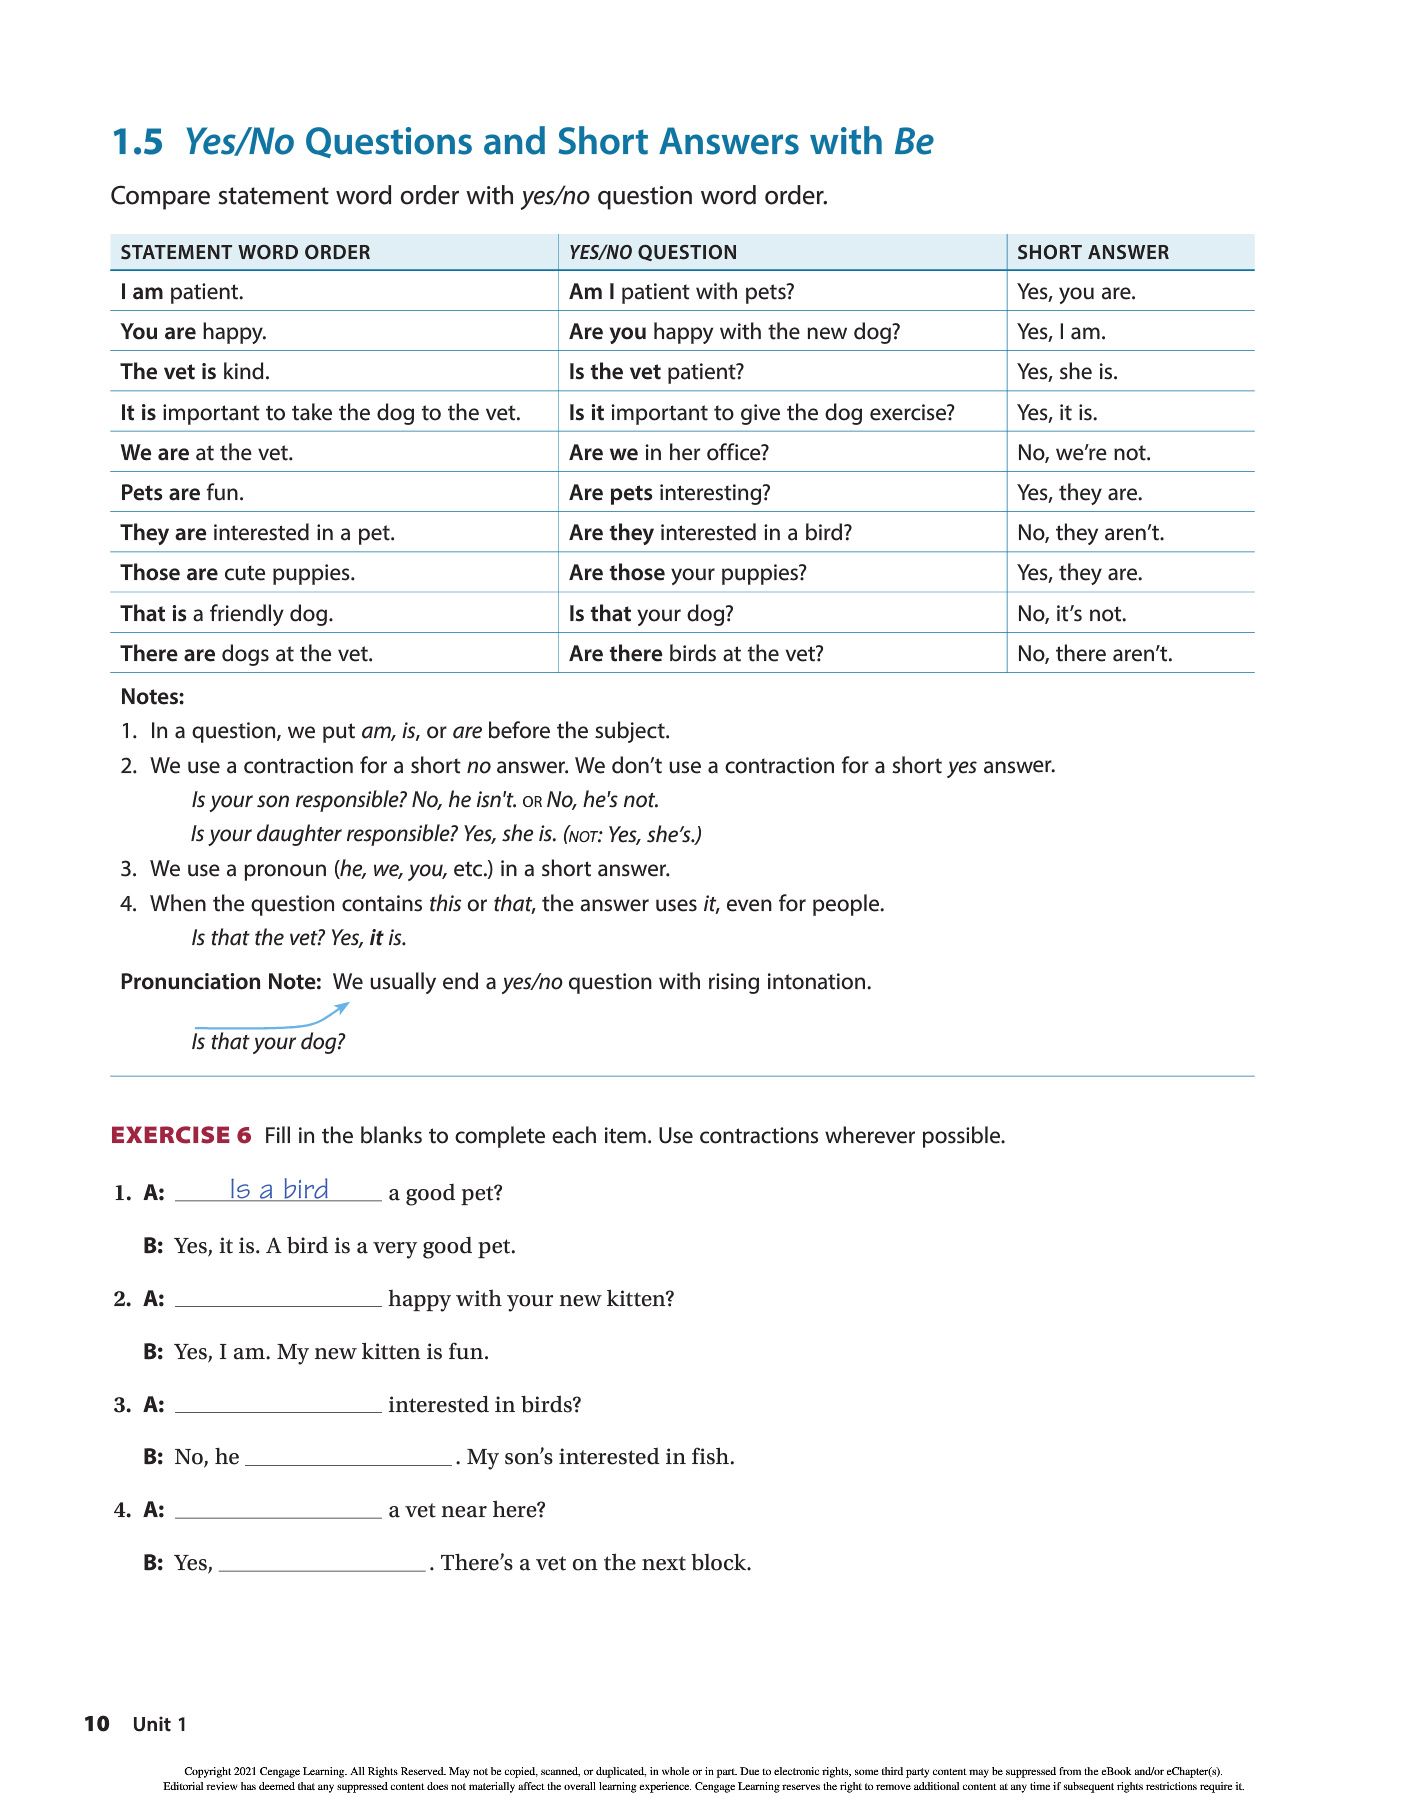 1.5 Yes/No Questions and Short Answers with Be
Compare statement word order with yes/no question word order.
STATEMENT WORD ORDER YES/NO QUESTION SHORT ANSWER
I am patient. Am I patient with pets? Yes, you are.
You are happy. Are you happy with the new dog? Yes, I am.
The vet is kind. Is the vet patient? Yes, she is.
It is important to take the dog to the vet. Is it important to give the dog exercise? Yes, it is.
We are at the vet. Are we in her office? No, we’re not.
Pets are fun. Are pets interesting? Yes, they are.
They are interested in a pet. Are they interested in a bird? No, they aren’t.
Those are cute puppies. Are those your puppies? Yes, they are.
That is a friendly dog. Is that your dog? No, it’s not.
There are dogs at the vet. Are there birds at the vet? No, there aren’t.
Notes:
1. In a question, we put am, is, or are before the subject.
2. We use a contraction for a short no answer. We don’t use a contraction for a short yes answer.
Is your son responsible? No, he isn't. OR No, he's not.
Is your daughter responsible? Yes, she is. (NOT: Yes, she’s.)
3. We use a pronoun (he, we, you, etc.) in a short answer.
4. When the question contains this or that, the answer uses it, even for people.
Is that the vet? Yes, it is.
Pronunciation Note: We usually end a yes/no question with rising intonation.
Is that your dog?
EXERCISE 6 Fill in the blanks to complete each item. Use contractions wherever possible.
1. A: Is a bird a good pet?
B: Yes, it is. A bird is a very good pet.
2. A: ____________________ happy with your new kitten?
B: Yes, I am. My new kitten is fun.
3. A: ____________________ interested in birds?
B: No, he ____________________. My son’s interested in fish.
4. A: ____________________ a vet near here?
B: Yes, ____________________. There’s a vet on the next block.
10 Unit 1
Copyright 2021 Cengage Learning. All Rights Reserved. May not be copied, scanned, or duplicated, in whole or in part. Due to electronic rights, some third party content may be suppressed from the eBook and/or eChapter(s).
Editorial review has deemed that any suppressed content does not materially affect the overall learning experience. Cengage Learning reserves the right to remove additional content at any time if subsequent rights restrictions require it.